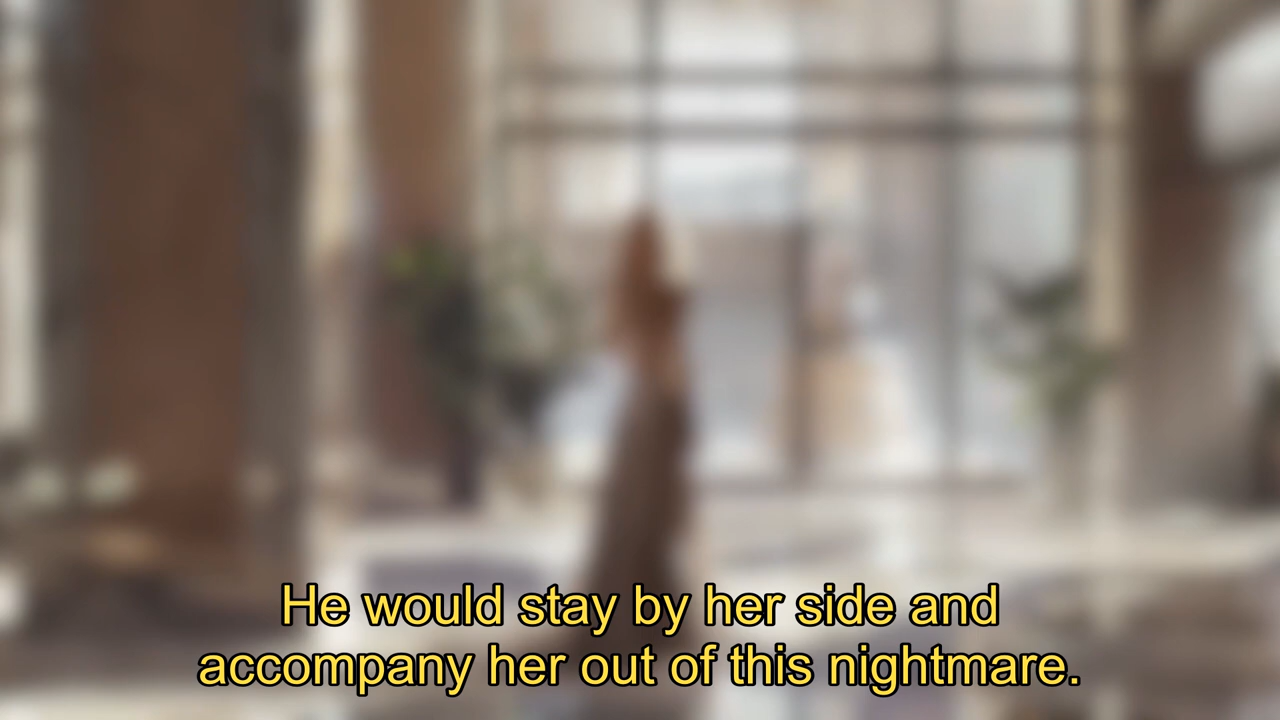 He would stay by her side and
accompany her out of this nightmare.